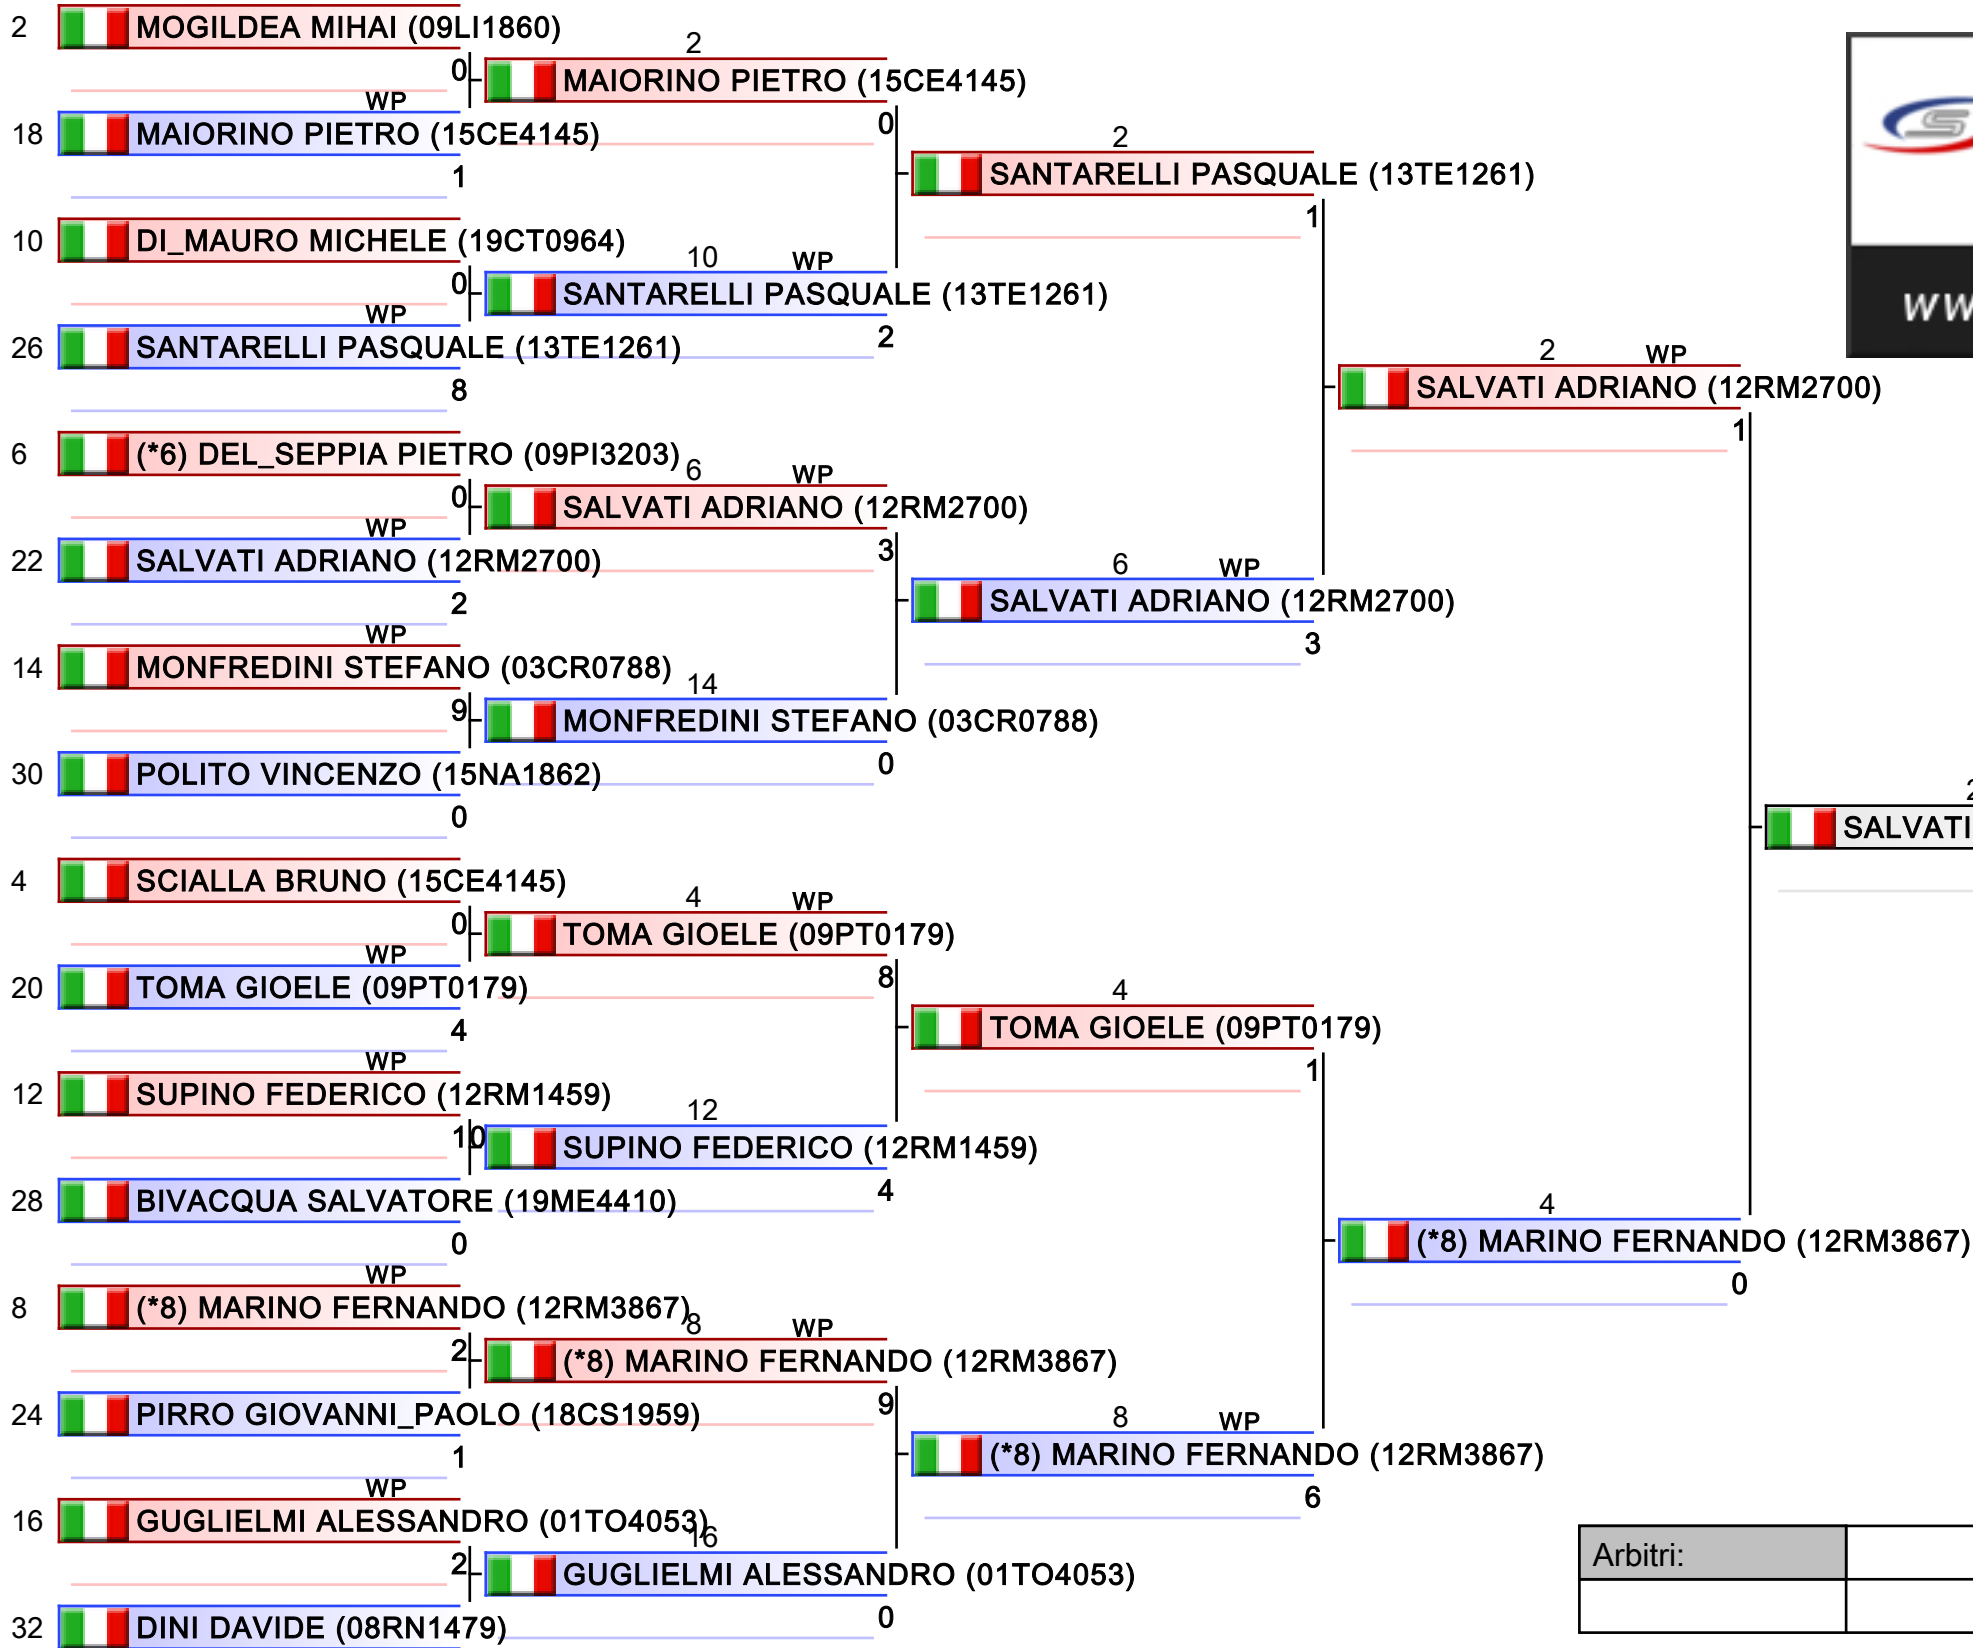 2 MOGILDEA MIHAI (09LI1860)
0
WP
18 MAIORINO PIETRO (15CE4145)
1
10 DI_MAURO MICHELE (19CT0964)
0
WP
26 SANTARELLI PASQUALE (13TE1261)
8
6 (*6) DEL_SEPPIA PIETRO (09PI3203)
0
WP
22 SALVATI ADRIANO (12RM2700)
2
WP
14 MONFREDINI STEFANO (03CR0788)
9
30 POLITO VINCENZO (15NA1862)
0
4 SCIALLA BRUNO (15CE4145)
0
WP
20 TOMA GIOELE (09PT0179)
4
WP
12 SUPINO FEDERICO (12RM1459)
10
28 BIVACQUA SALVATORE (19ME4410)
0
WP
8 (*8) MARINO FERNANDO (12RM3867)
2
24 PIRRO GIOVANNI_PAOLO (18CS1959)
1
WP
16 GUGLIELMI ALESSANDRO (01TO4053)
2
32 DINI DAVIDE (08RN1479)
2
MAIORINO PIETRO (15CE4145)
0
10 WP
SANTARELLI PASQUALE (13TE1261)
2
6 WP
SALVATI ADRIANO (12RM2700)
3
14
MONFREDINI STEFANO (03CR0788)
0
4 WP
TOMA GIOELE (09PT0179)
8
12
SUPINO FEDERICO (12RM1459)
4
8 WP
(*8) MARINO FERNANDO (12RM3867)
9
16
GUGLIELMI ALESSANDRO (01TO4053)
0
2
SANTARELLI PASQUALE (13TE1261)
1
6 WP
SALVATI ADRIANO (12RM2700)
3
4
TOMA GIOELE (09PT0179)
1
8 WP
(*8) MARINO FERNANDO (12RM3867)
6
2 WP
SALVATI ADRIANO (12RM2700)
1
4
(*8) MARINO FERNANDO (12RM3867)
0
2
SALVATI
S
ww
Arbitri: